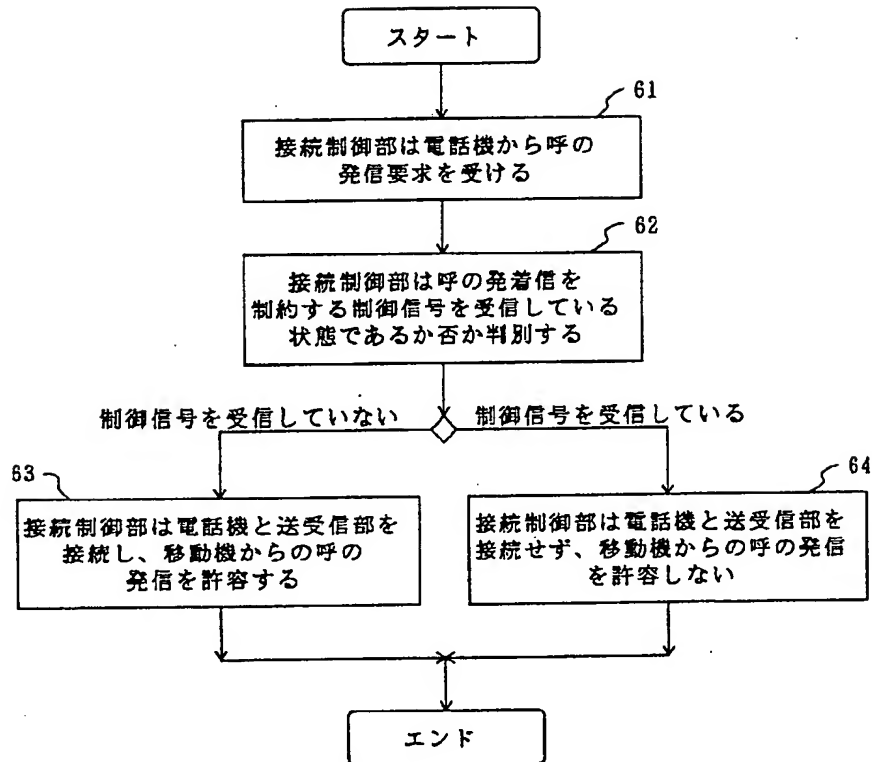 スタート
61
接続制御部は電話機から呼の
発信要求を受ける
62
接続制御部は呼の発着信を
制約する制御信号を受信している
状態であるか否か判別する
制御信号を受信していない
制御信号を受信している
63
接続制御部は電話機と送受信部を
接続し、移動機からの呼の
発信を許容する
64
接続制御部は電話機と送受信部を
接続せず、移動機からの呼の発信
を許容しない
エンド